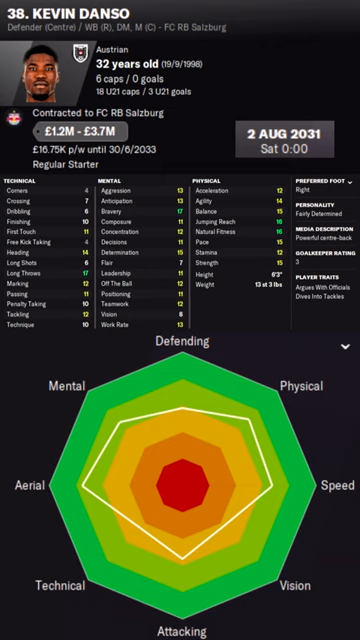 38. KEVIN DANSO
Defender (Centre) / WB (R), DM, M (C) - FC RB Salzburg
Austrian
32 years old (19/9/1998)
6 caps / 0 goals
18 U21 caps / 3 U21 goals
Contracted to FC RB Salzburg
£1.2M - £3.7M
£16.75K p/w until 30/6/2033
Regular Starter
2 AUG 2031
Sat 0:00
TECHNICAL
Corners 4
Crossing 7
Dribbling 6
Finishing 10
First Touch 11
Free Kick Taking 4
Heading 14
Long Shots 6
Long Throws 17
Marking 12
Passing 11
Penalty Taking 10
Tackling 12
Technique 10
MENTAL
Aggression 13
Anticipation 13
Bravery 17
Composure 11
Concentration 12
Decisions 11
Determination 15
Flair 7
Leadership 11
Off The Ball 12
Positioning 11
Teamwork 12
Vision 8
Work Rate 13
PHYSICAL
Acceleration 12
Agility 14
Balance 15
Jumping Reach 16
Natural Fitness 16
Pace 15
Stamina 12
Strength 15
Height 6'3"
Weight 13 st 3 lbs
PREFERRED FOOT
Right
PERSONALITY
Fairly Determined
MEDIA DESCRIPTION
Powerful centre-back
GOALKEEPER RATING
3
PLAYER TRAITS
Argues With Officials
Dives Into Tackles
Defending
Mental
Physical
Aerial
Speed
Technical
Vision
Attacking